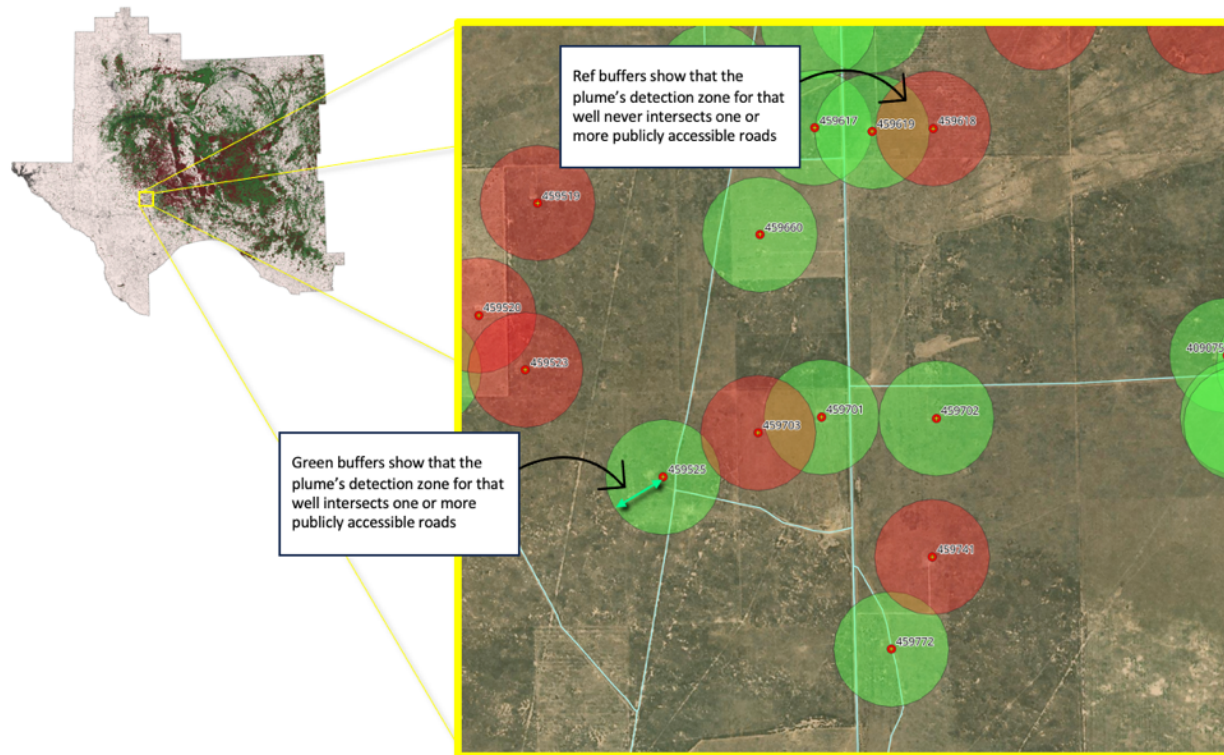 Ref buffers show that the
plume's detection zone for that
well never intersects one or
more publicly accessible roads
459617
459619
459618
459519
459660
459520
459523
409075
459701
459702
459703
Green buffers show that the
plume's detection zone for that
well intersects one or more
publicly accessible roads
459525
459741
459772